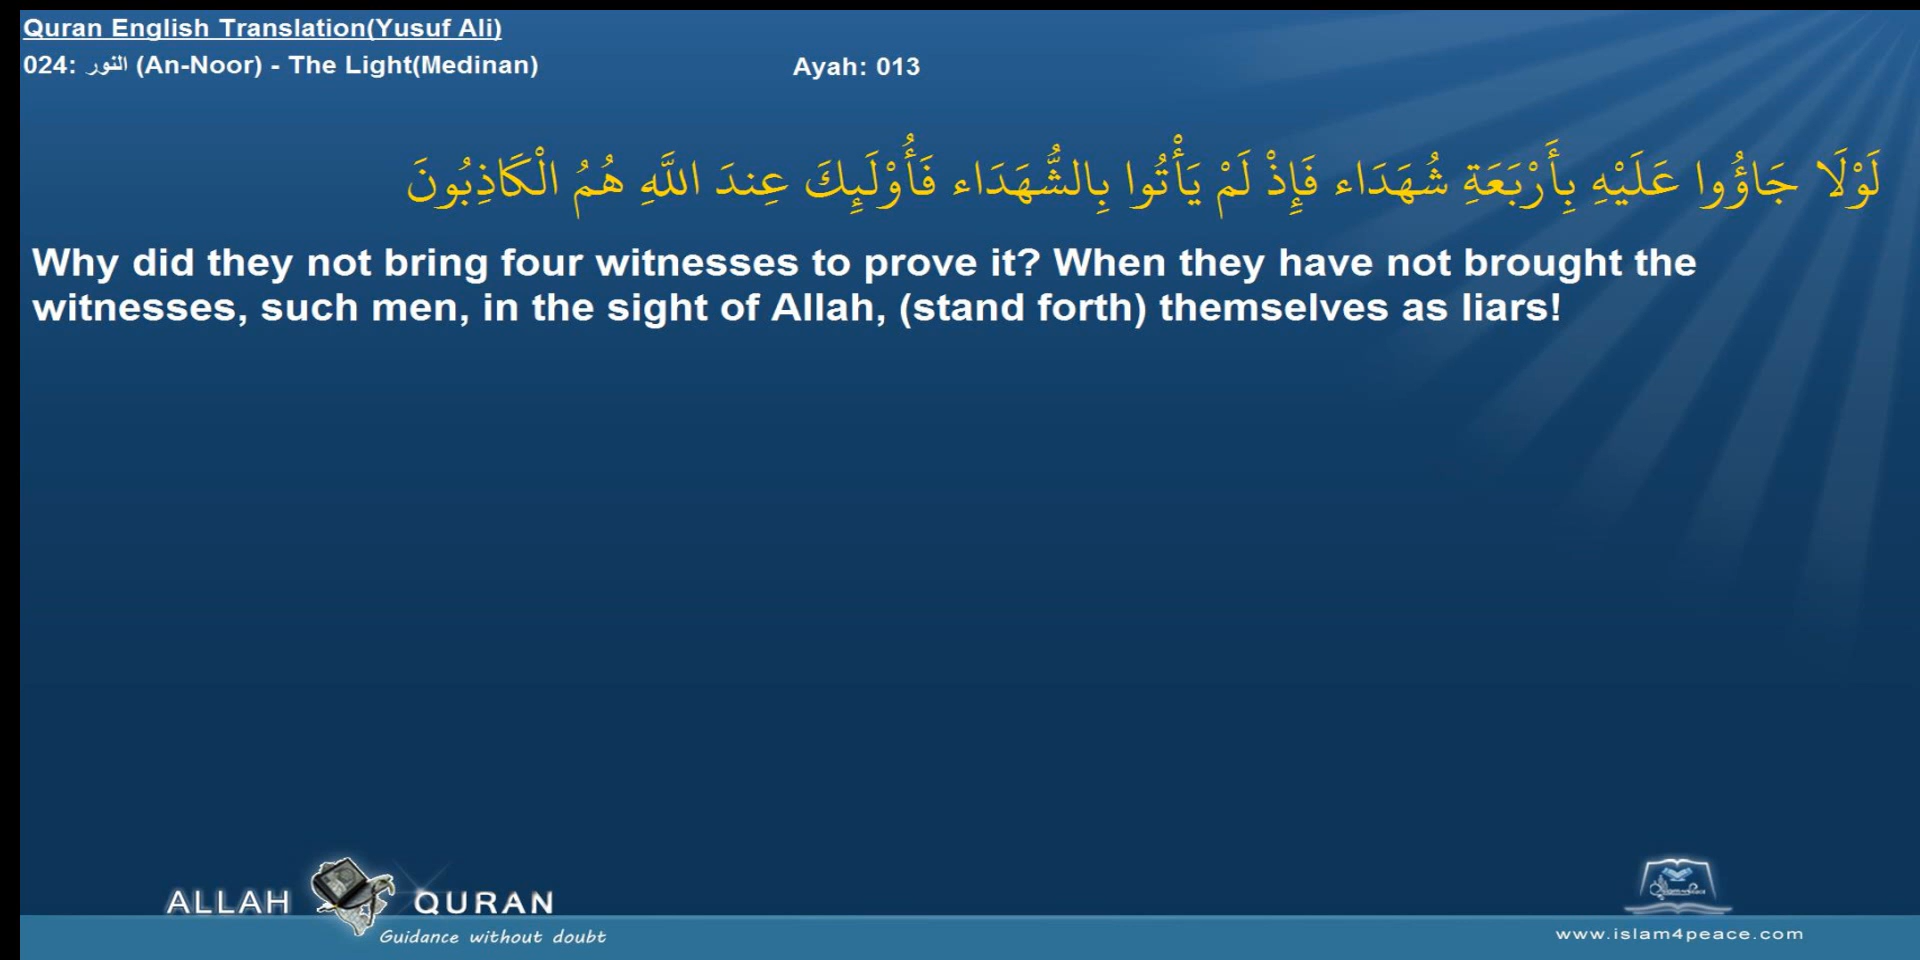 Quran English Translation(Yusuf Ali)
024: النور (An-Noor) - The Light(Medinan) Ayah: 013
لَوْلَا جَاؤُوا عَلَيْهِ بِأَرْبَعَةِ شُهَدَاء فَإِذْ لَمْ يَأْتُوا بِالشُّهَدَاء فَأُوْلَئِكَ عِندَ اللَّهِ هُمُ الْكَاذِبُونَ
Why did they not bring four witnesses to prove it? When they have not brought the
witnesses, such men, in the sight of Allah, (stand forth) themselves as liars!
ALLAH QURAN
Guidance without doubt
www.islam4peace.com